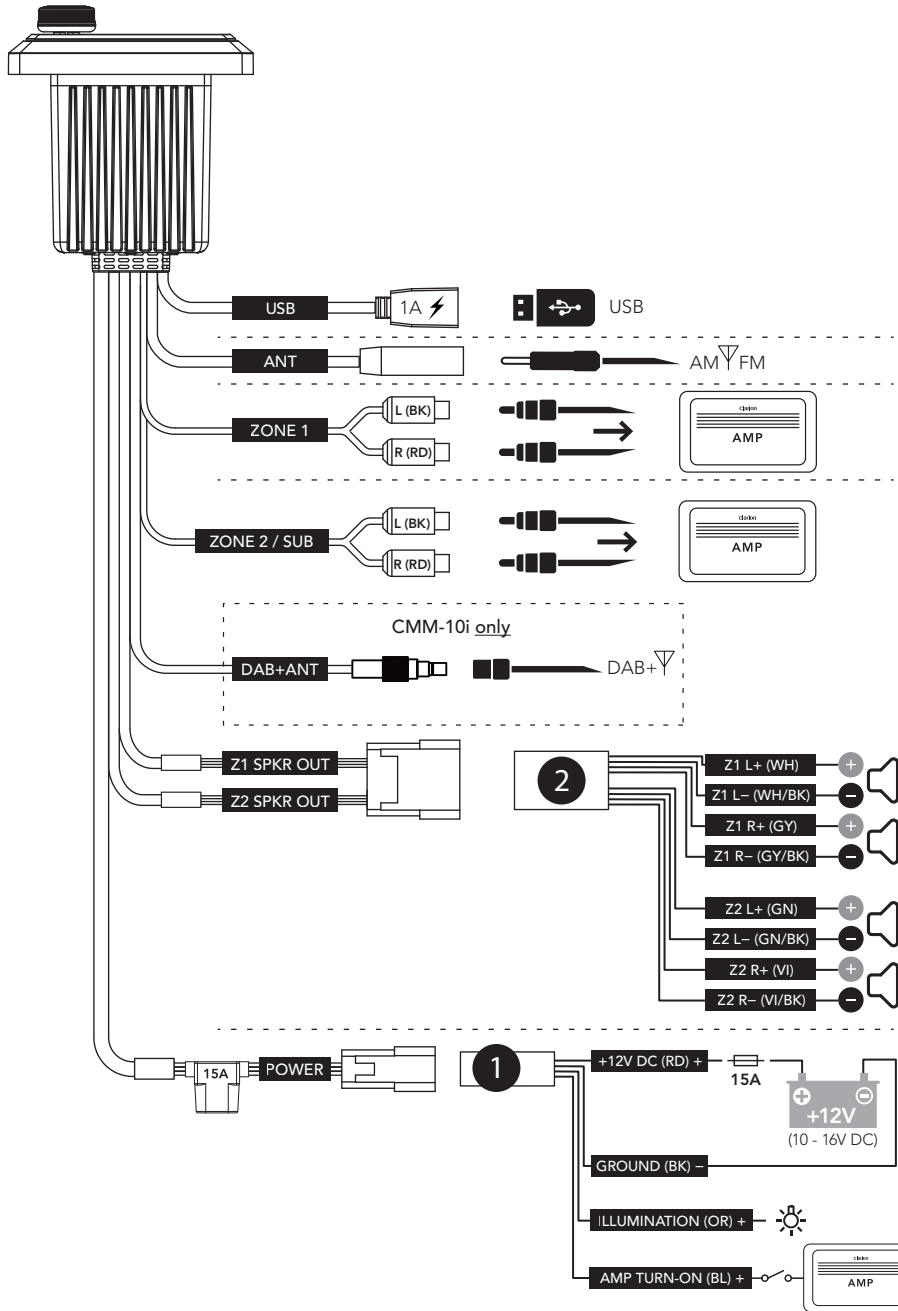 USB
1A
USB
ANT
AM FM
ZONE 1
L (BK)
R (RD)
clarion
AMP
ZONE 2 / SUB
L (BK)
R (RD)
clarion
AMP
CMM-10i only
DAB+ANT
DAB+
Z1 SPKR OUT
Z2 SPKR OUT
2
Z1 L+ (WH)
+
Z1 L− (WH/BK)
−
Z1 R+ (GY)
+
Z1 R− (GY/BK)
−
Z2 L+ (GN)
+
Z2 L− (GN/BK)
−
Z2 R+ (VI)
+
Z2 R− (VI/BK)
−
15A
POWER
1
+12V DC (RD) +
15A
+ −
+12V
(10 - 16V DC)
GROUND (BK) −
ILLUMINATION (OR) +
AMP TURN-ON (BL) +
clarion
AMP